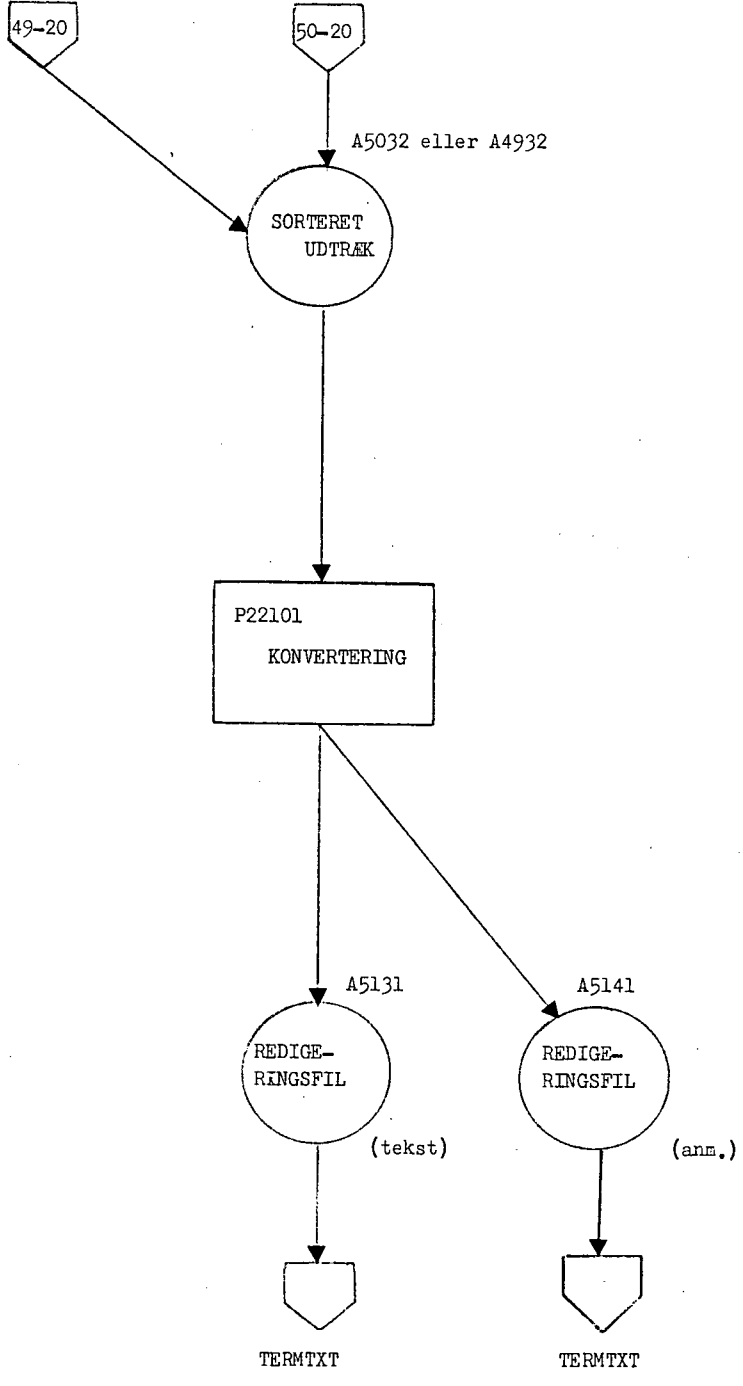 49-20
50-20
A5032 eller A4932
SORTERET
UDTRÆK
P22101
KONVERTERING
A5131
A5141
REDIGE-
RINGSFIL
REDIGE-
RINGSFIL
(tekst)
(anm.)
TERMTXT
TERMTXT